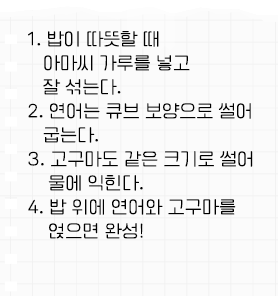 1. 밥이 따뜻할 때
아마씨 가루를 넣고
잘 섞는다.
2. 연어는 큐브 보양으로 썰어
굽는다.
3. 고구마도 같은 크기로 썰어
물에 익힌다.
4. 밥 위에 연어와 고구마를
얹으면 완성!